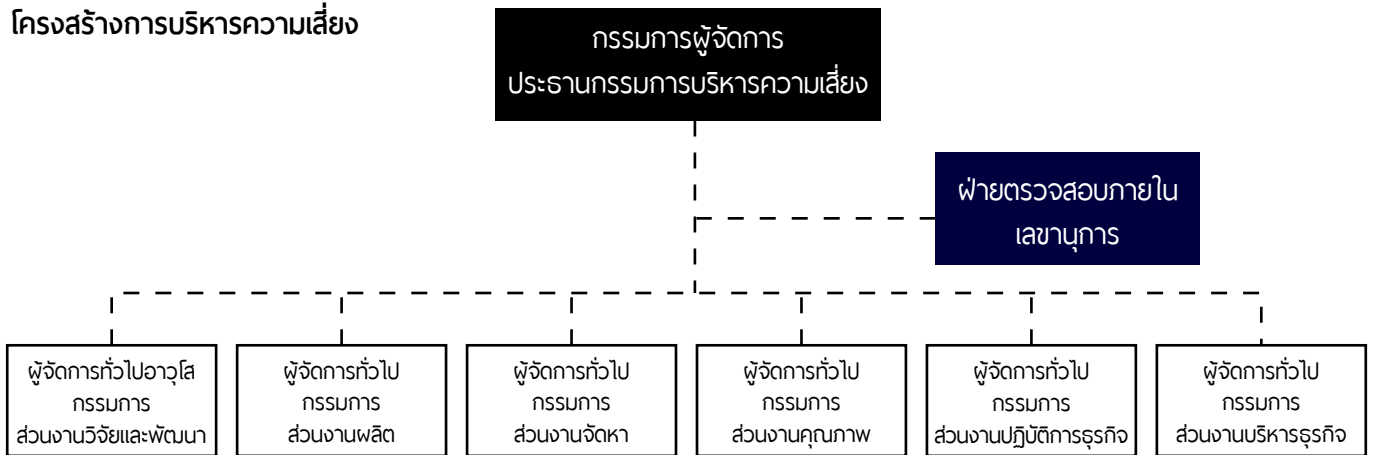 โครงสร้างการบริหารความเสี่ยง
กรรมการผู้จัดการ
ประธานกรรมการบริหารความเสี่ยง
ฝ่ายตรวจสอบภายใน
เลขานุการ
ผู้จัดการทั่วไปอาวุโส
กรรมการ
ส่วนงานวิจัยและพัฒนา
ผู้จัดการทั่วไป
กรรมการ
ส่วนงานผลิต
ผู้จัดการทั่วไป
กรรมการ
ส่วนงานจัดหา
ผู้จัดการทั่วไป
กรรมการ
ส่วนงานคุณภาพ
ผู้จัดการทั่วไป
กรรมการ
ส่วนงานปฏิบัติการธุรกิจ
ผู้จัดการทั่วไป
กรรมการ
ส่วนงานบริหารธุรกิจ